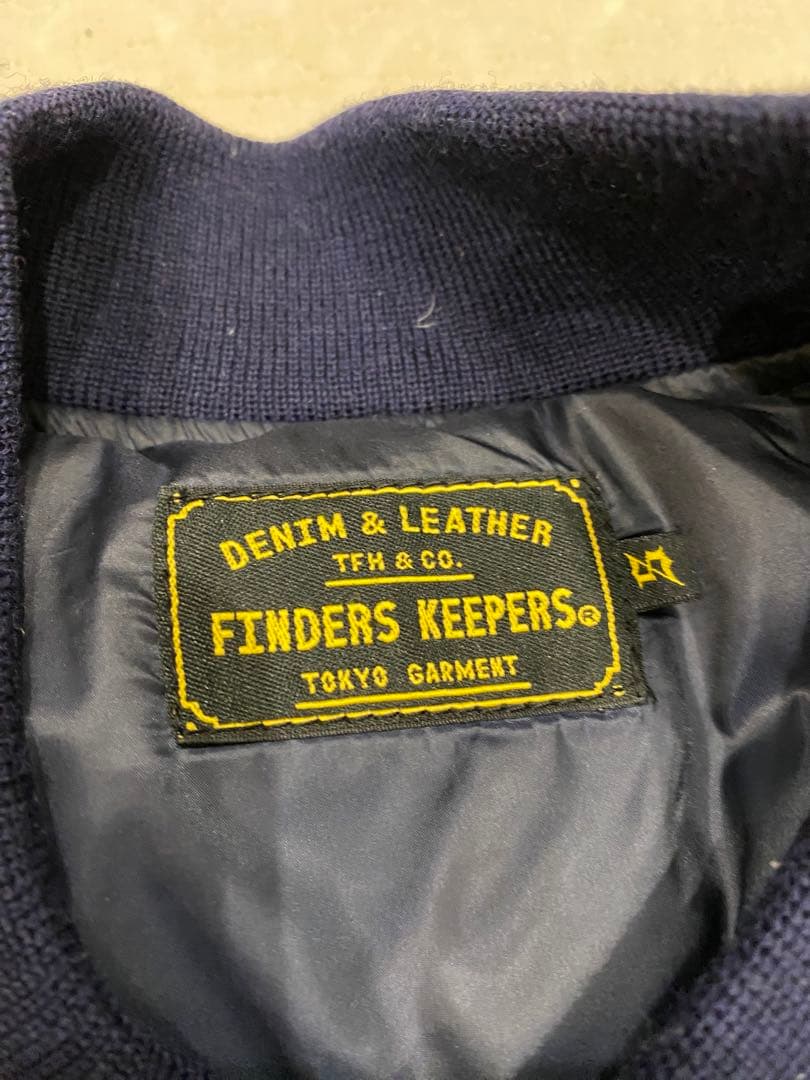 DENIM & LEATHER
TFH & CO.
FINDERS KEEPERS®
TOKYO GARMENT